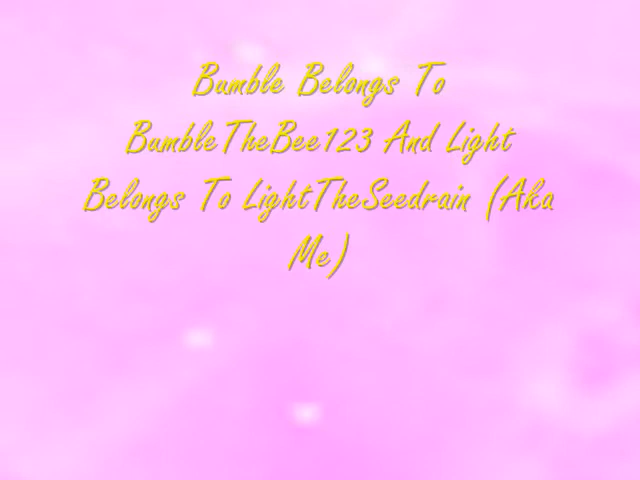 Bumble Belongs To
BumbleTheBee123 And Light
Belongs To LightTheSeedrain (Aka
Me)